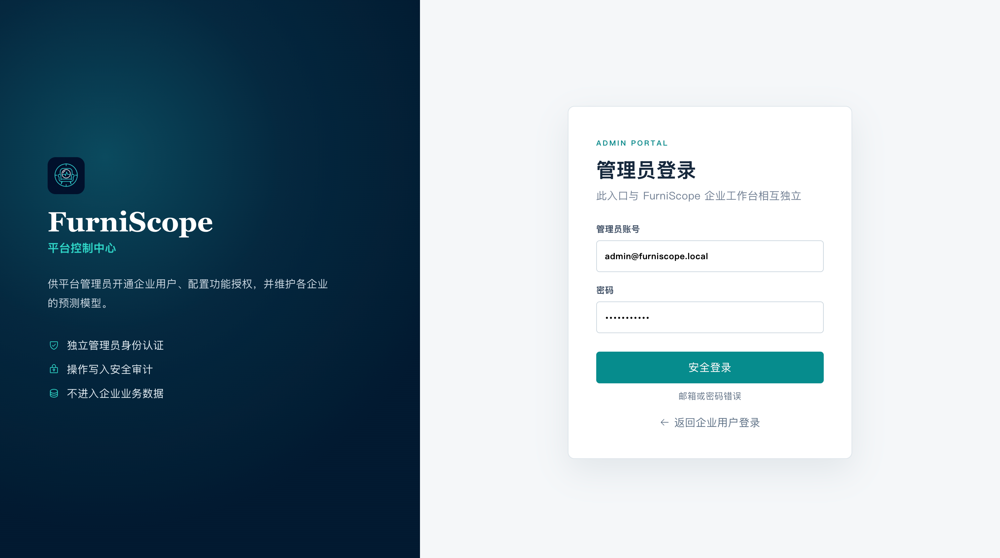 FurniScope
平台控制中心
供平台管理员开通企业用户、配置功能授权，并维护各企业
的预测模型。
独立管理员身份认证
操作写入安全审计
不进入企业业务数据
ADMIN PORTAL
管理员登录
此入口与 FurniScope 企业工作台相互独立
管理员账号
admin@furniscope.local
密码
•••••••••••
安全登录
邮箱或密码错误
← 返回企业用户登录